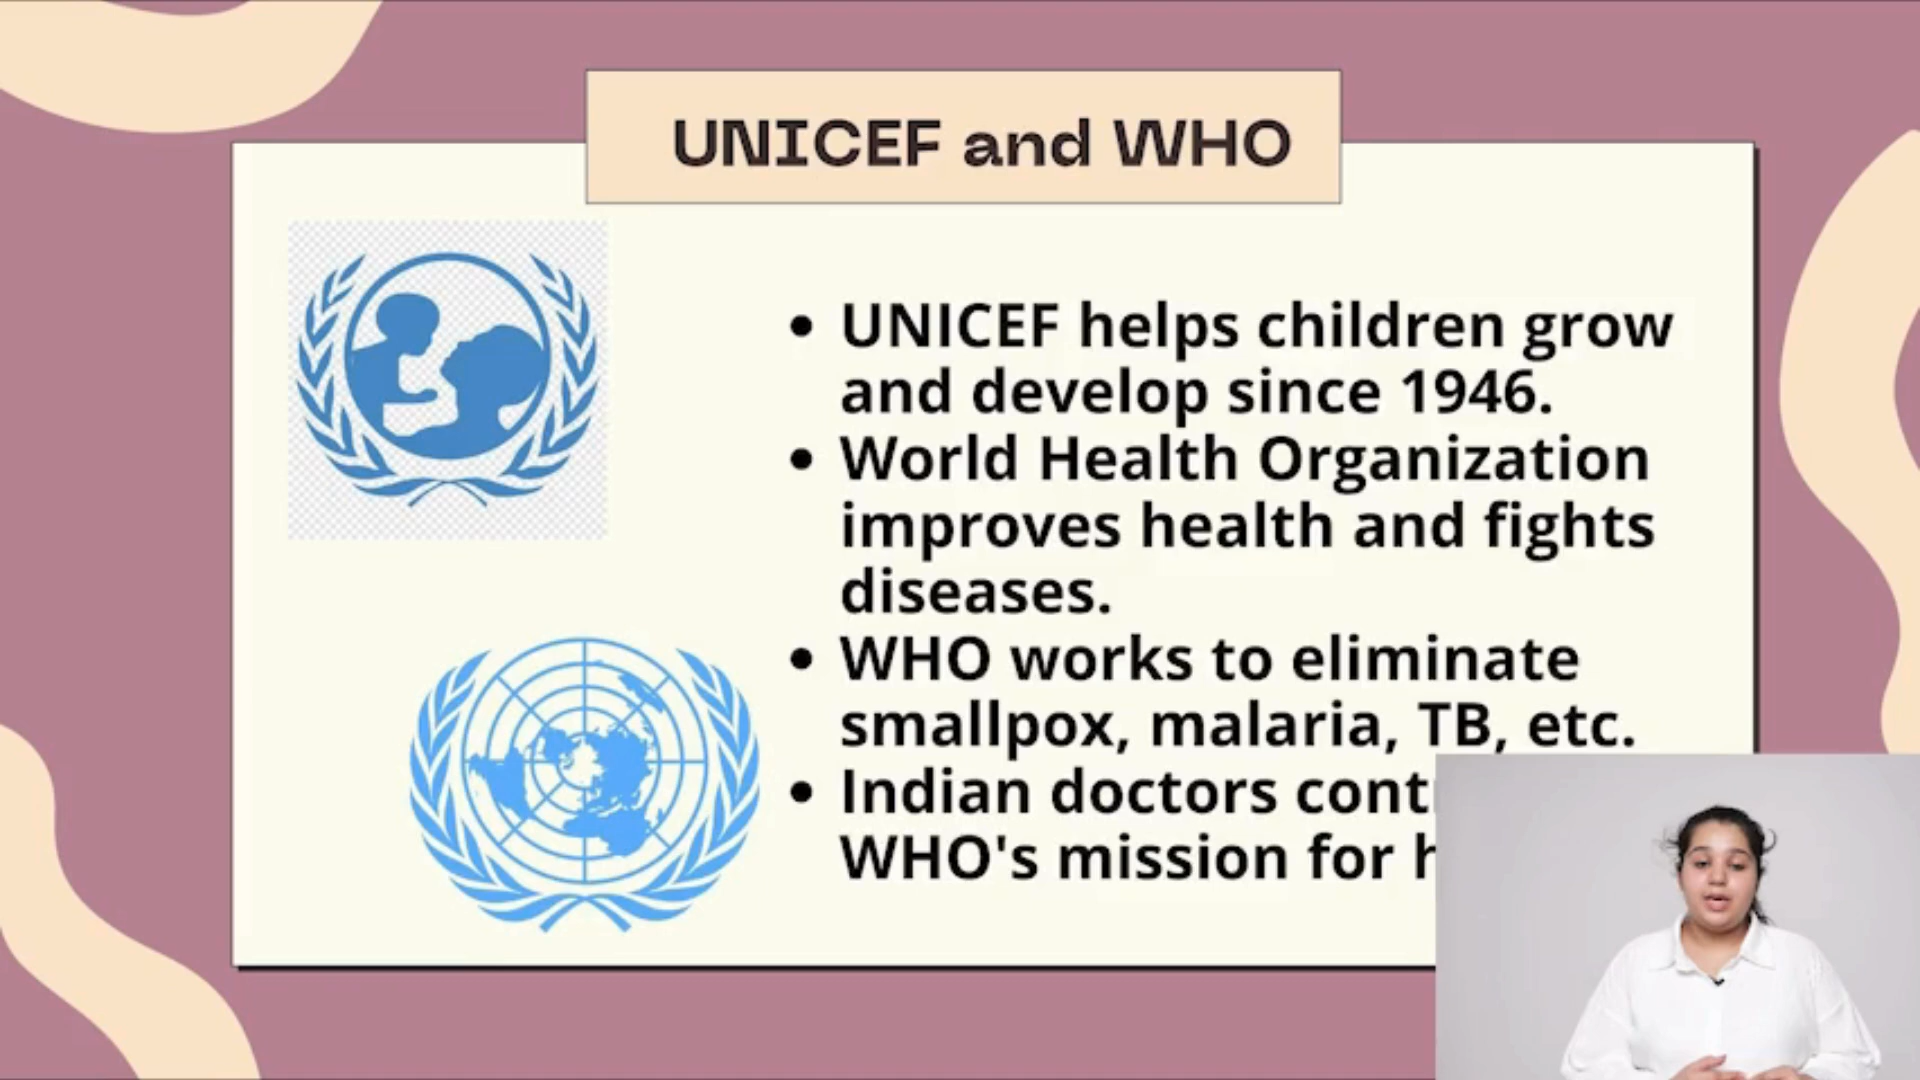 UNICEF and WHO
• UNICEF helps children grow
and develop since 1946.
• World Health Organization
improves health and fights
diseases.
• WHO works to eliminate
smallpox, malaria, TB, etc.
• Indian doctors
WHO's mission for